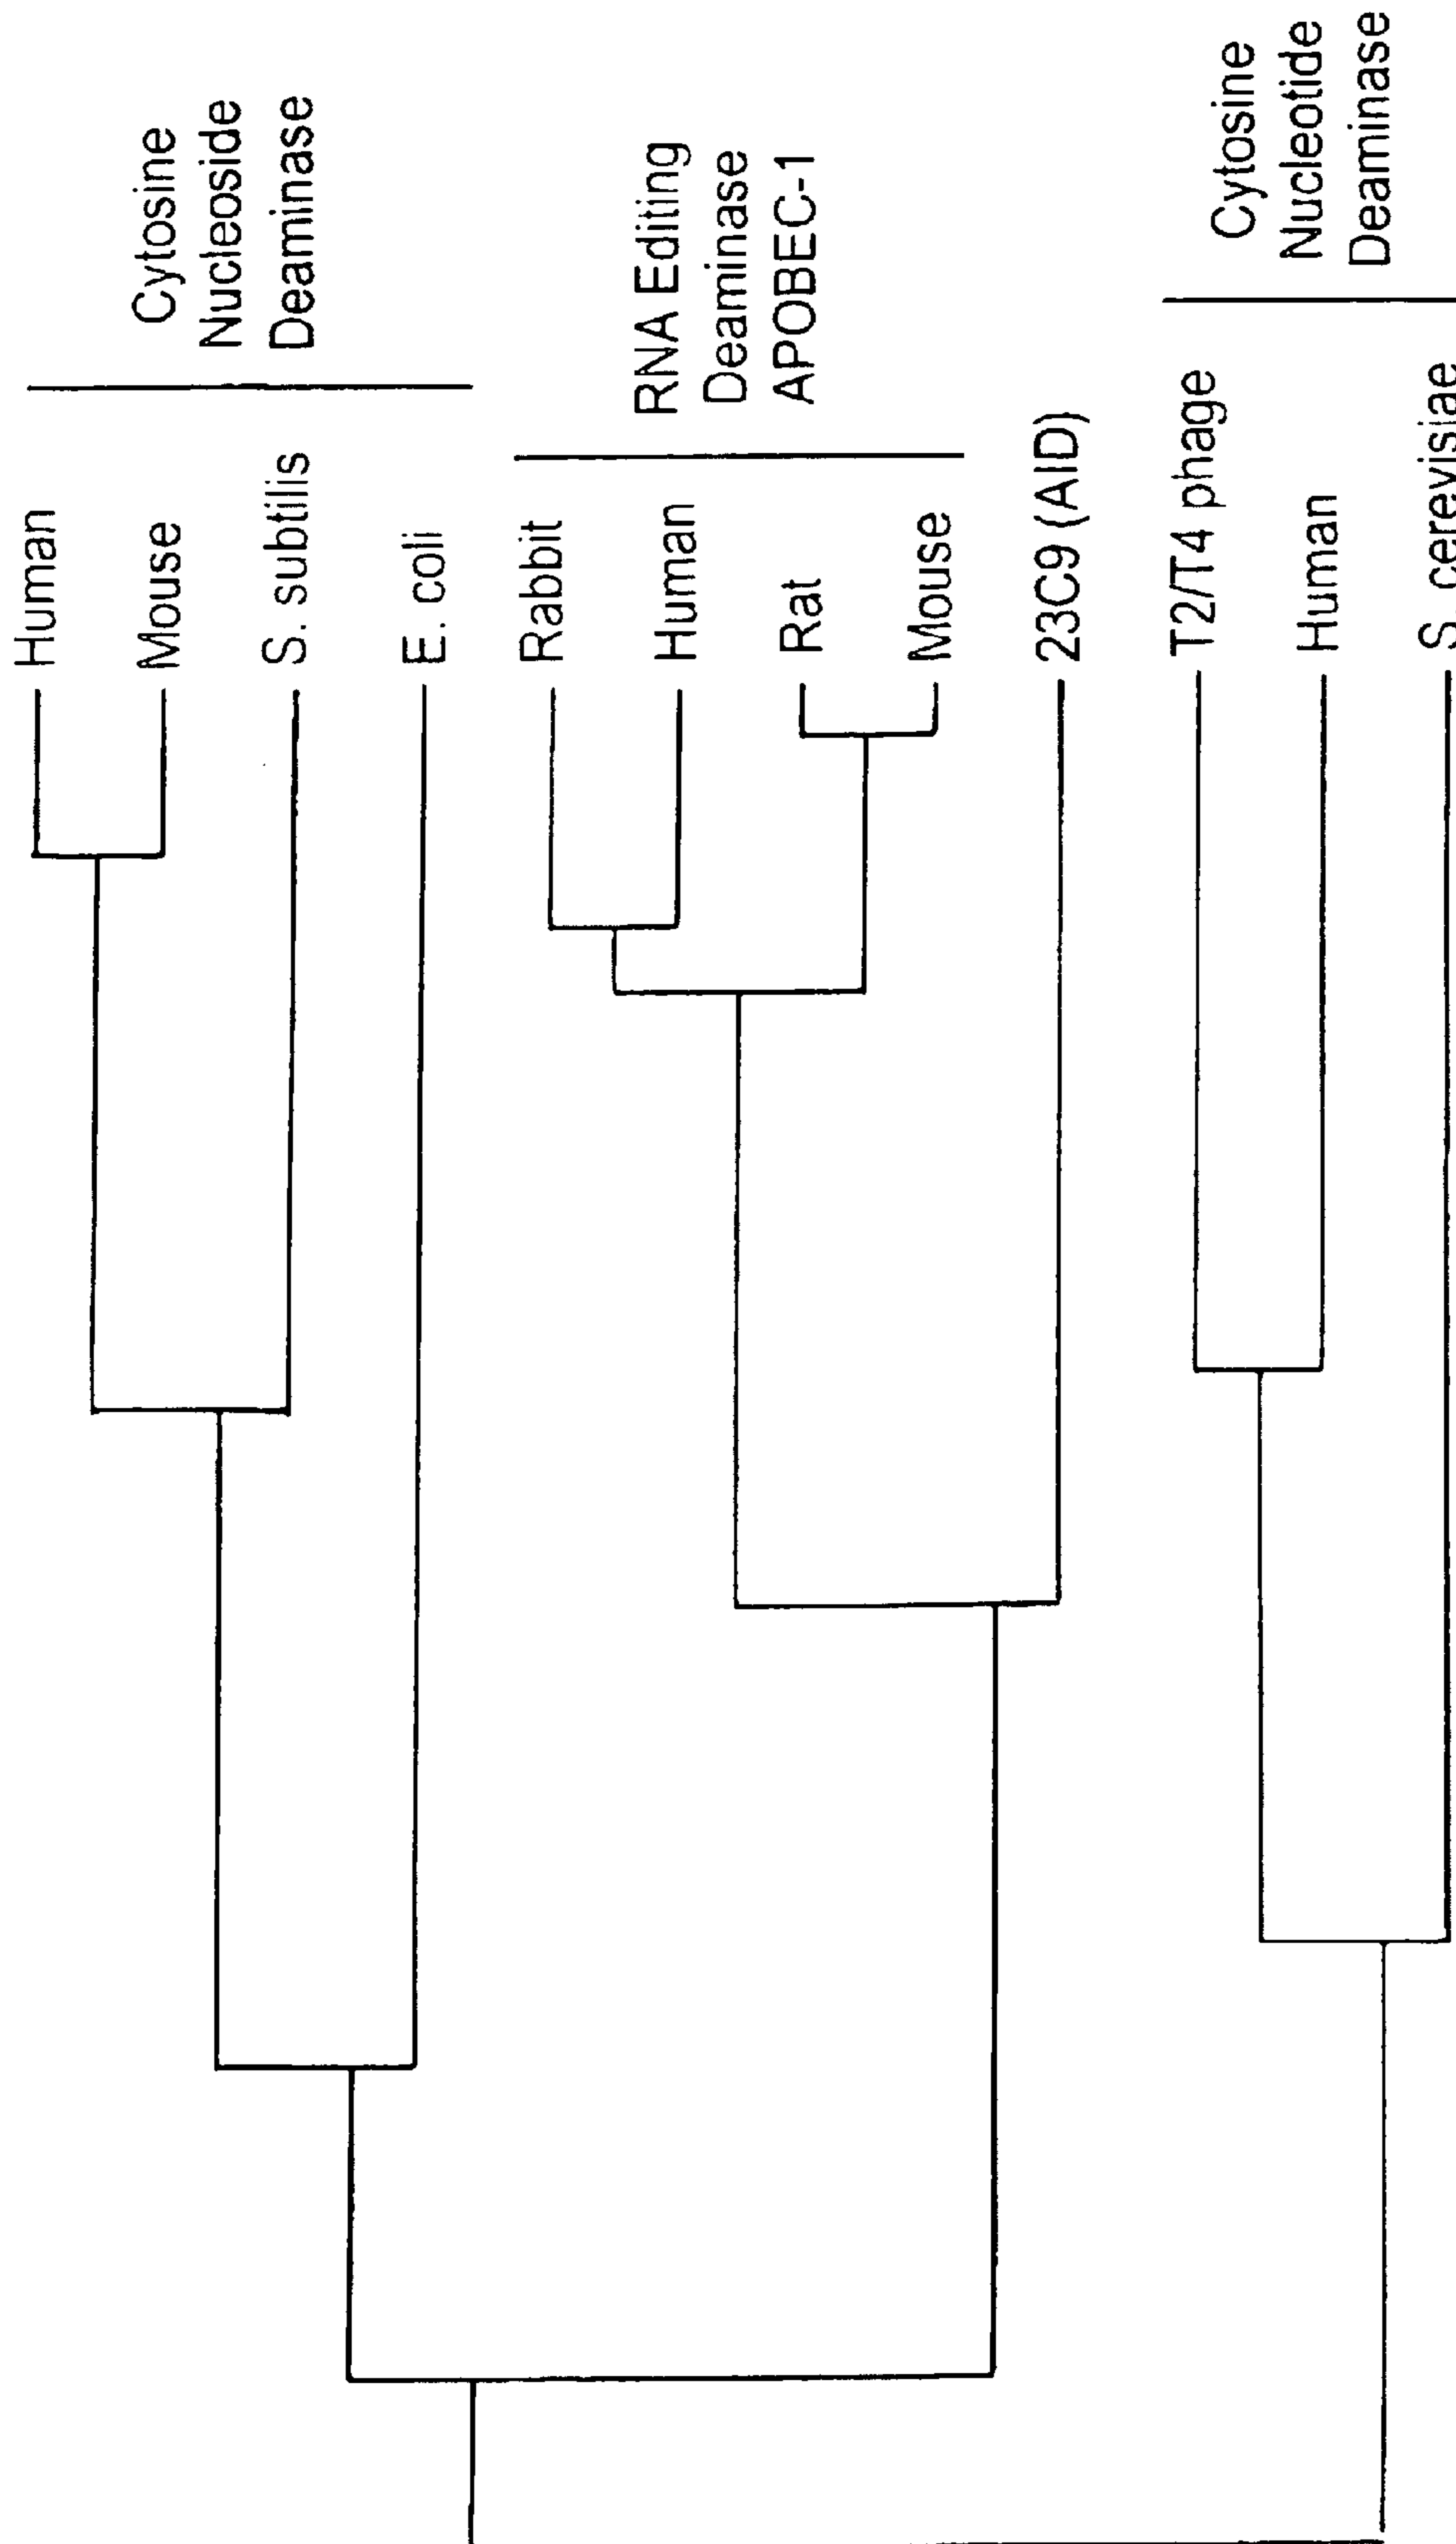 Human
Mouse
S. subtilis
E. coli
Cytosine
Nucleoside
Deaminase
Rabbit
Human
Rat
Mouse
RNA Editing
Deaminase
APOBEC-1
23C9 (AID)
T2/T4 phage
Human
S. cerevisiae
Cytosine
Nucleotide
Deaminase